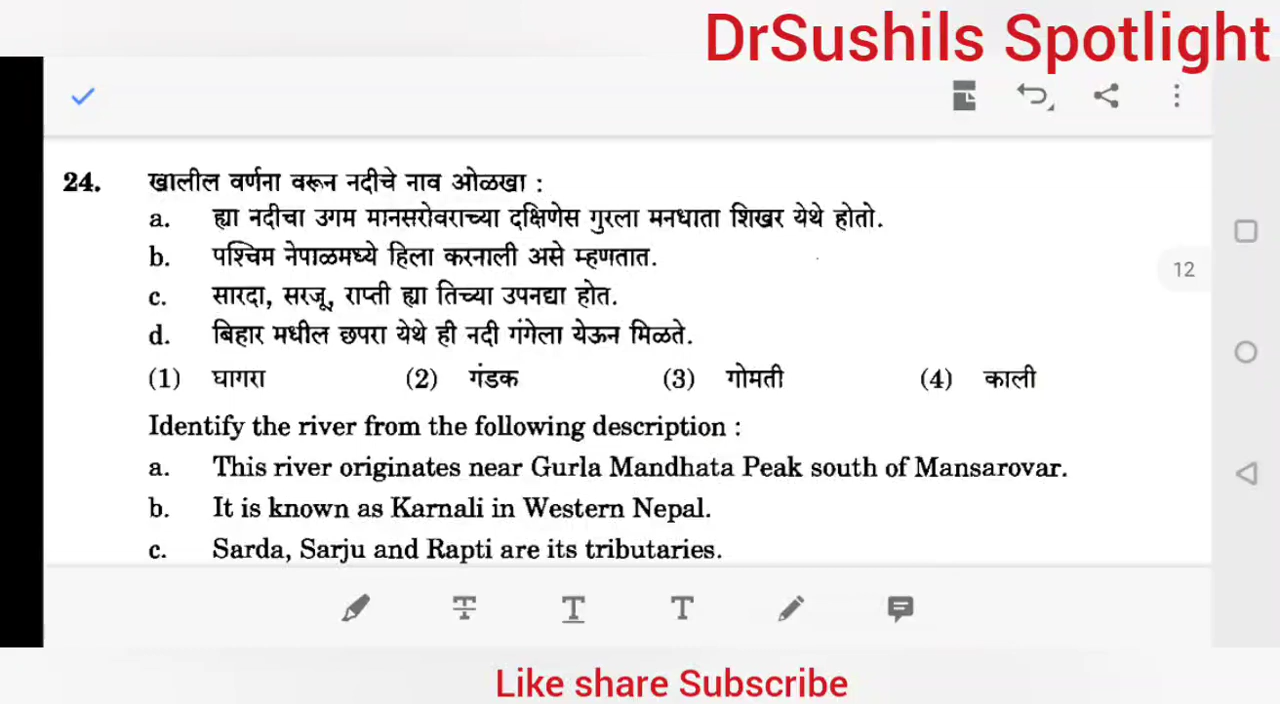 DrSushils Spotlight
24. खालील वर्णना वरून नदीचे नाव ओळखा :
a. ह्या नदीचा उगम मानसरोवराच्या दक्षिणेस गुरला मनधाता शिखर येथे होतो.
b. पश्चिम नेपाळमध्ये हिला करनाली असे म्हणतात.
12
c. सारदा, सरजू, राप्ती ह्या तिच्या उपनद्या होत.
d. बिहार मधील छपरा येथे ही नदी गंगेला येऊन मिळते.
(1) घागरा (2) गंडक (3) गोमती (4) काली
Identify the river from the following description :
a. This river originates near Gurla Mandhata Peak south of Mansarovar.
b. It is known as Karnali in Western Nepal.
c. Sarda, Sarju and Rapti are its tributaries.
T T T
Like share Subscribe